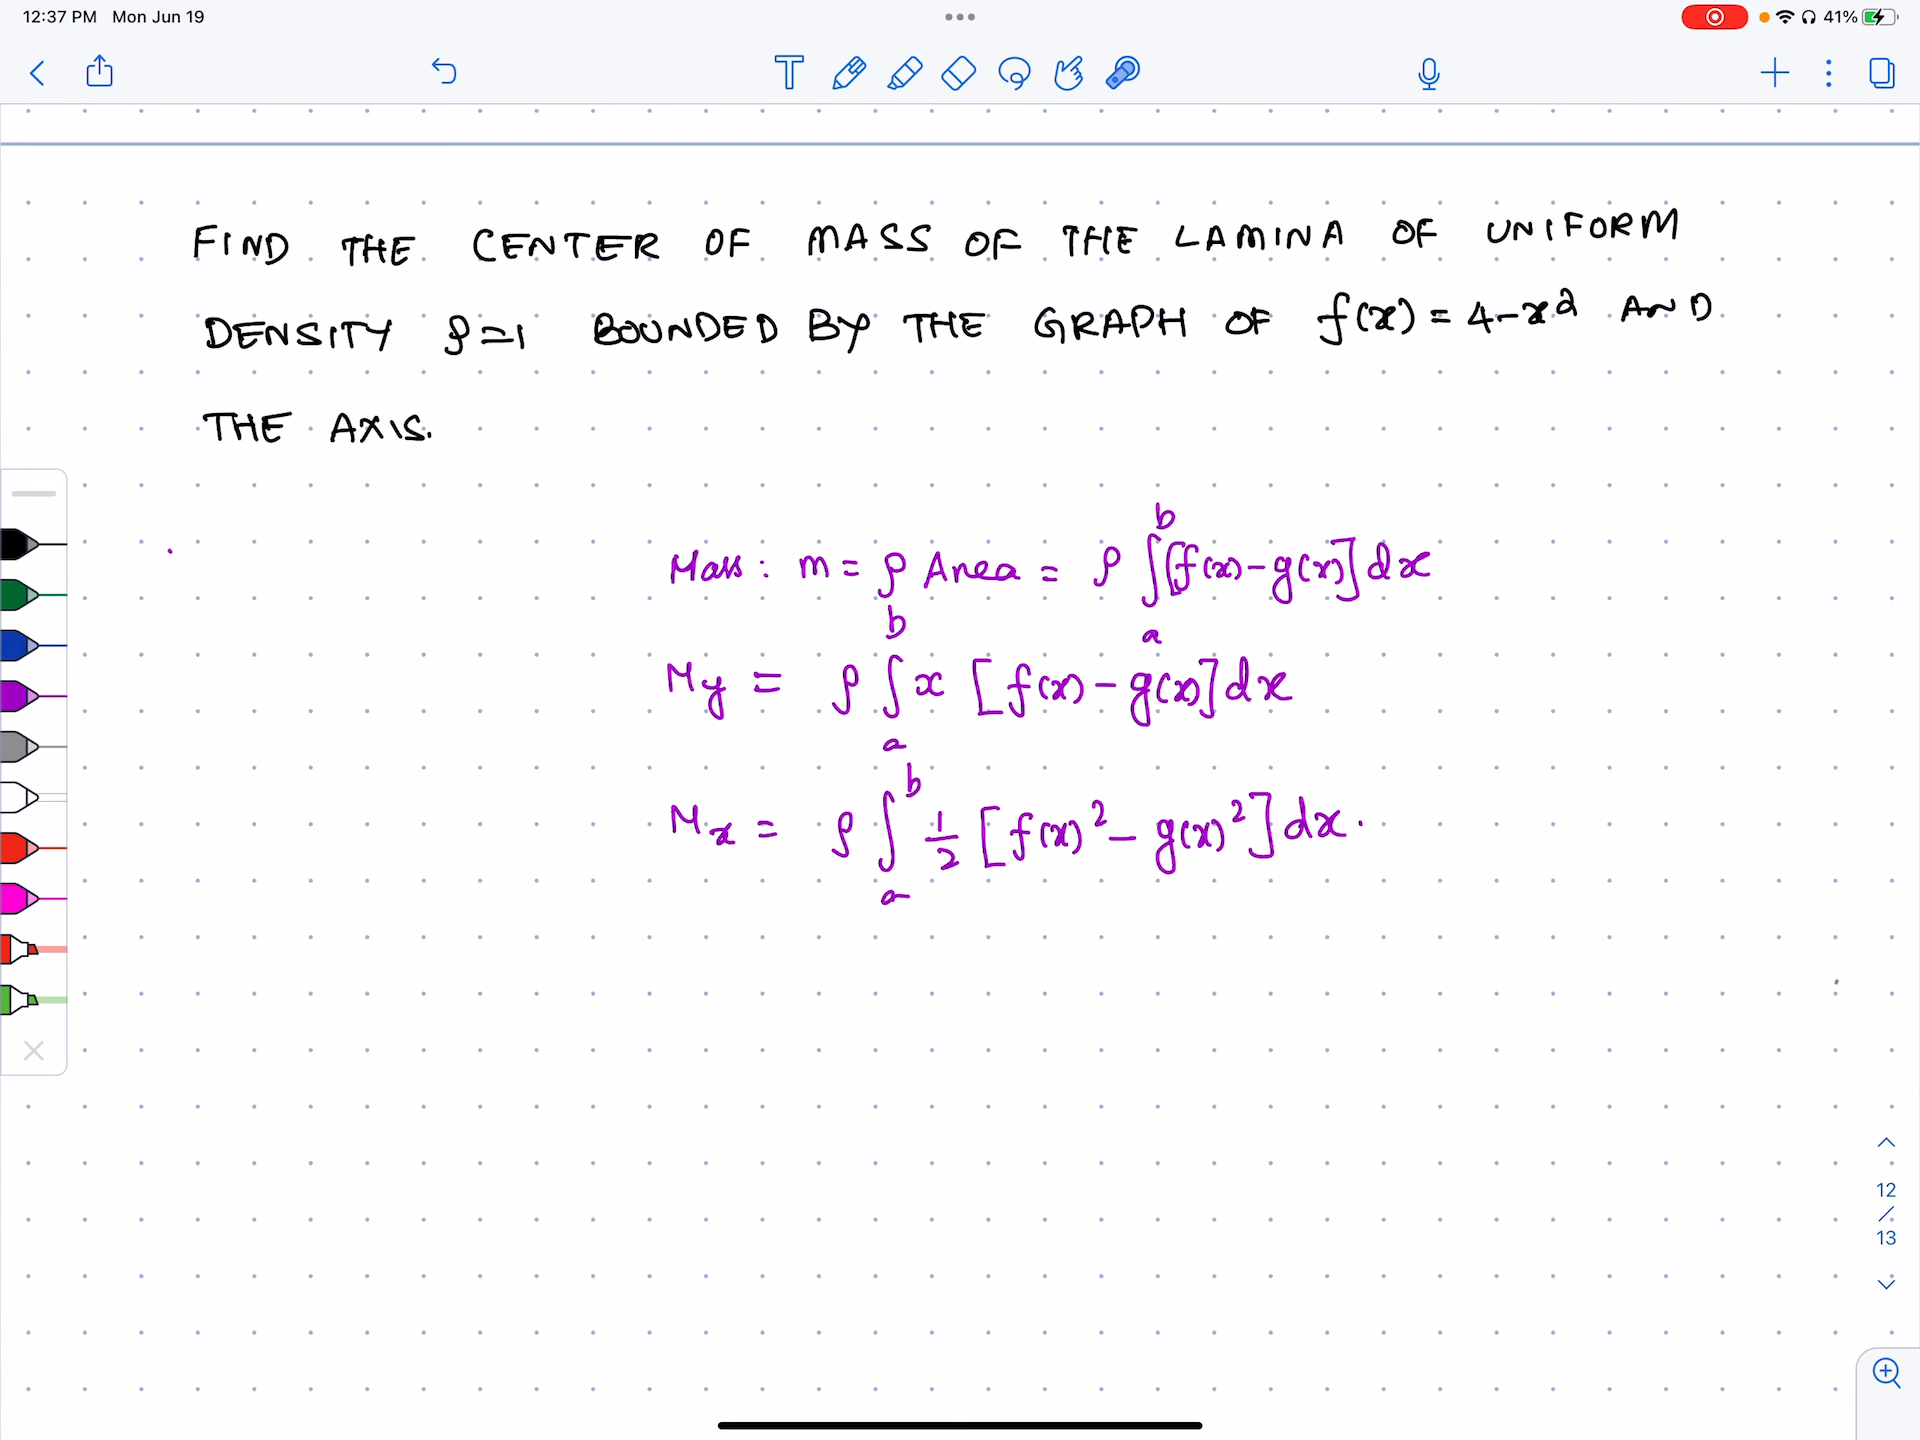 12:37 PM Mon Jun 19
41%
FIND THE CENTER OF MASS OF THE LAMINA OF UNIFORM
DENSITY ρ=1 BOUNDED BY THE GRAPH OF f(x) = 4-x² AND
THE AXIS.
Mass: m = ρ Area = ρ ∫ₐᵇ [f(x)-g(x)] dx
My = ρ ∫ₐᵇ x [f(x)-g(x)] dx
Mx = ρ ∫ₐᵇ 1/2 [f(x)² - g(x)²] dx.
12
/
13